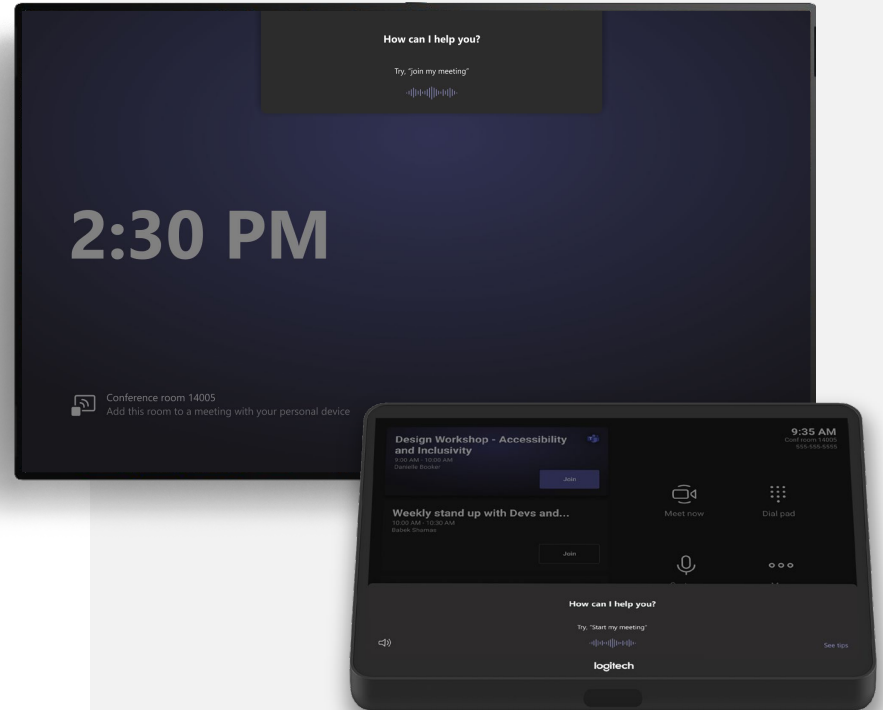 How can I help you?
Try, "join my meeting"
2:30 PM
Conference room 14005
Add this room to a meeting with your personal device
Design Workshop - Accessibility
and Inclusivity
9:00 AM - 10:00 AM
Danielle Booker
Join
Weekly stand up with Devs and...
10:00 AM - 10:30 AM
Babek Shamas
Join
9:35 AM
Conf room 14005
555-555-5555
Meet now
Dial pad
How can I help you?
Try, "Start my meeting"
See tips
logitech